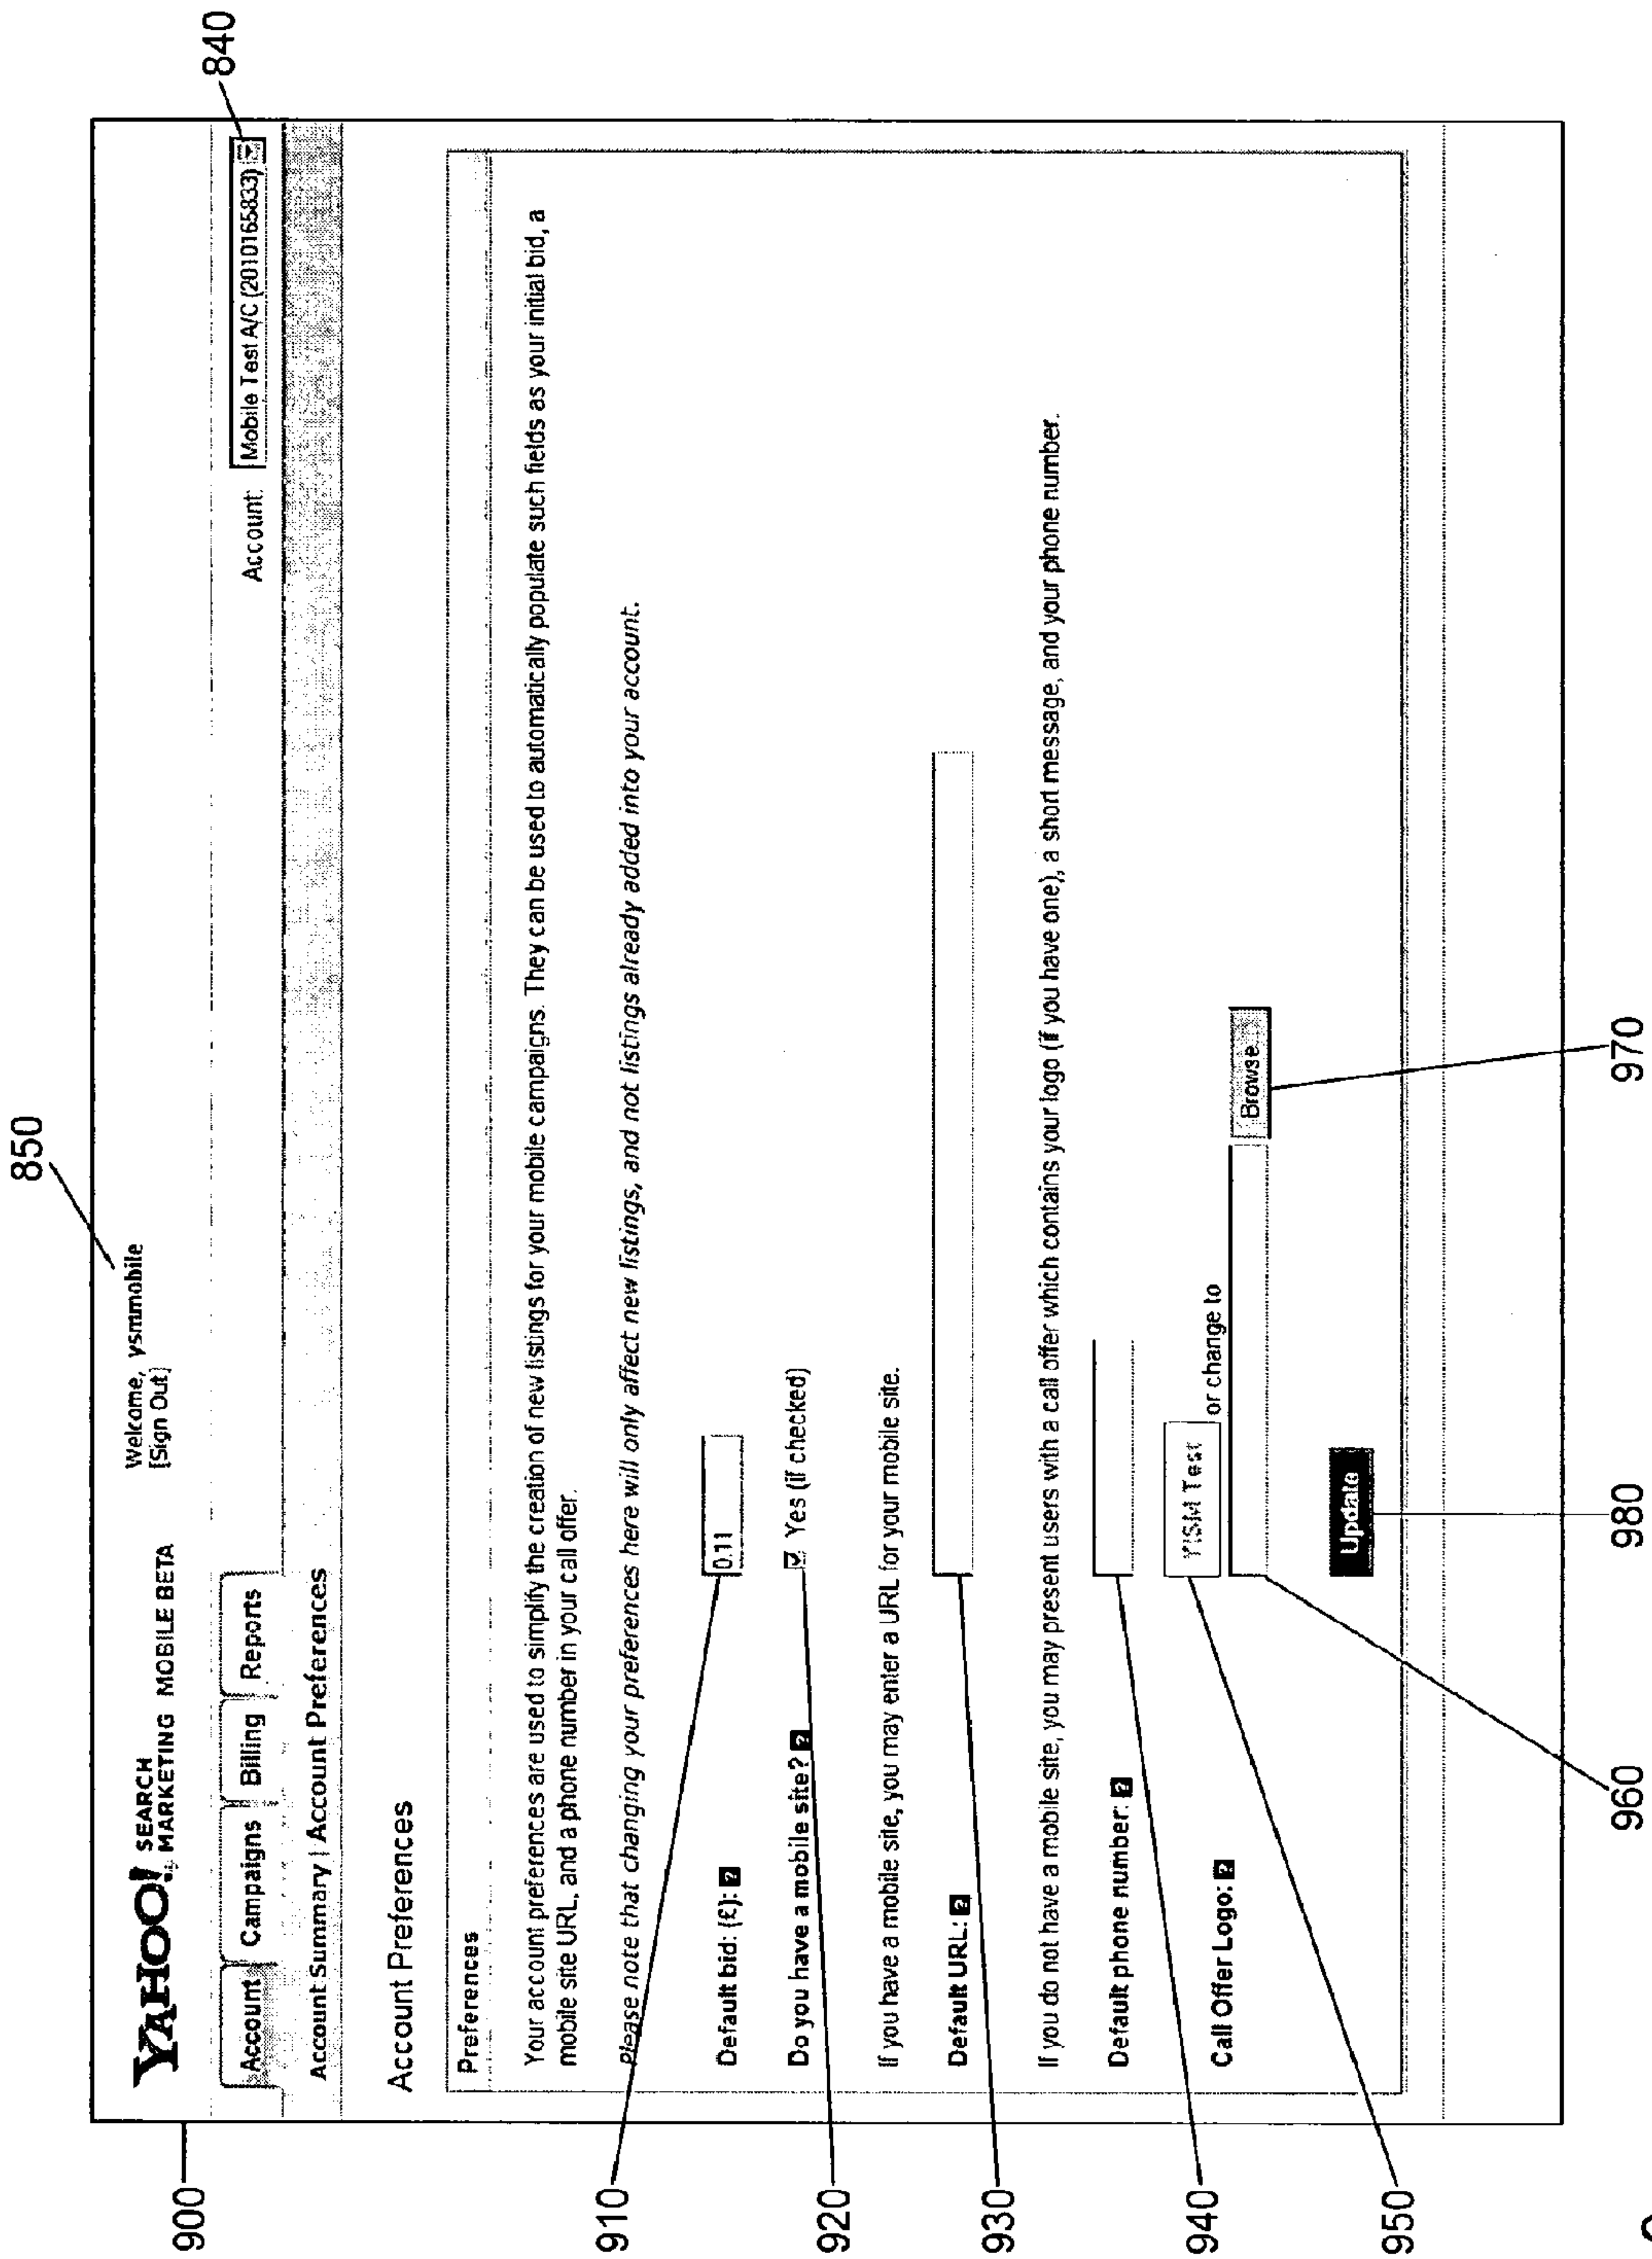 850
840
900
YAHOO! SEARCH
MARKETING MOBILE BETA
Welcome, ysmmobile
[Sign Out]
Account Campaigns Billing Reports
Account: Mobile Test A/C (2010165833)
Account Summary | Account Preferences
Account Preferences
Preferences
Your account preferences are used to simplify the creation of new listings for your mobile campaigns. They can be used to automatically populate such fields as your initial bid, a
mobile site URL, and a phone number in your call offer.
Please note that changing your preferences here will only affect new listings, and not listings already added into your account.
910
Default bid: (£): ? 0.11
Do you have a mobile site? ? Yes (if checked)
920
If you have a mobile site, you may enter a URL for your mobile site.
Default URL: ?
930
If you do not have a mobile site, you may present users with a call offer which contains your logo (if you have one), a short message, and your phone number.
Default phone number: ?
940
YSM Test or change to
Call Offer Logo: ? Browse...
Update
950
960
980
970